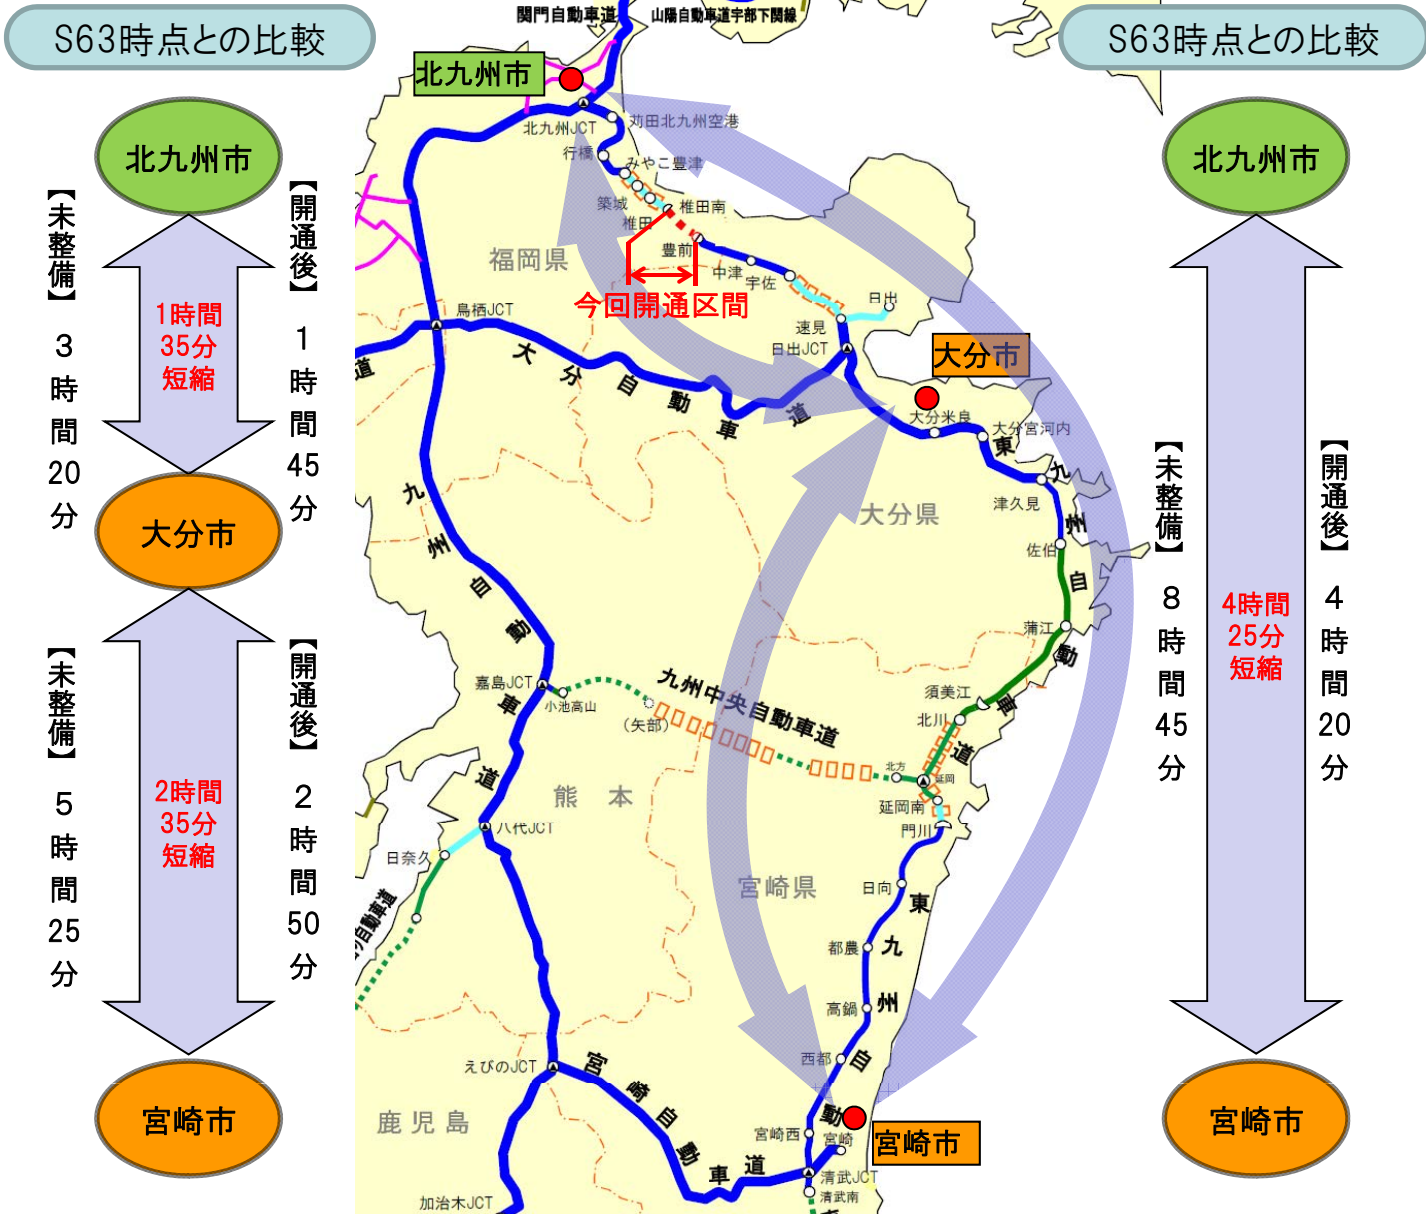 S63時点との比較
北九州市
【未整備】 3時間20分
1時間
35分
短縮
【開通後】 1時間45分
大分市
【未整備】 5時間25分
2時間
35分
短縮
【開通後】 2時間50分
宮崎市
関門自動車道
山陽自動車道宇部下関線
北九州市
北九州JCT
苅田北九州空港
行橋
みやこ豊津
築城
椎田
椎田南
豊前
福岡県
今回開通区間
中津
宇佐
日出
速見
日出JCT
鳥栖JCT
道
大分自動車道
大分市
大分米良
大分宮河内
東九州自動車道
津久見
大分県
佐伯
蒲江
九州自動車道
須美江
北川
嘉島JCT
小池高山
(矢部)
九州中央自動車道
北方
延岡
延岡南
門川
熊本
八代JCT
日奈久
り自動車道
宮崎県
日向
東九州自動車道
都農
高鍋
西都
えびのJCT
宮崎自動車道
鹿児島
宮崎西
宮崎
宮崎市
清武JCT
清武南
加治木JCT
S63時点との比較
北九州市
【未整備】 8時間45分
4時間
25分
短縮
【開通後】 4時間20分
宮崎市